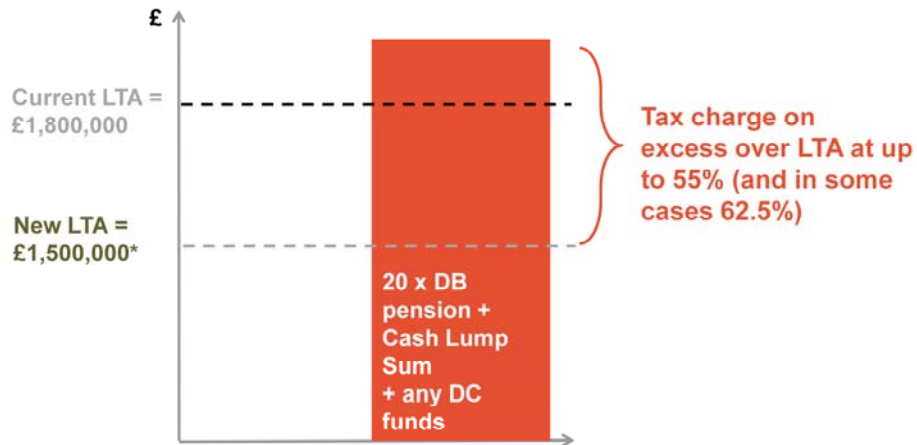 £
Current LTA =
£1,800,000
New LTA =
£1,500,000*
20 x DB
pension +
Cash Lump
Sum
+ any DC
funds
Tax charge on
excess over LTA at up
to 55% (and in some
cases 62.5%)